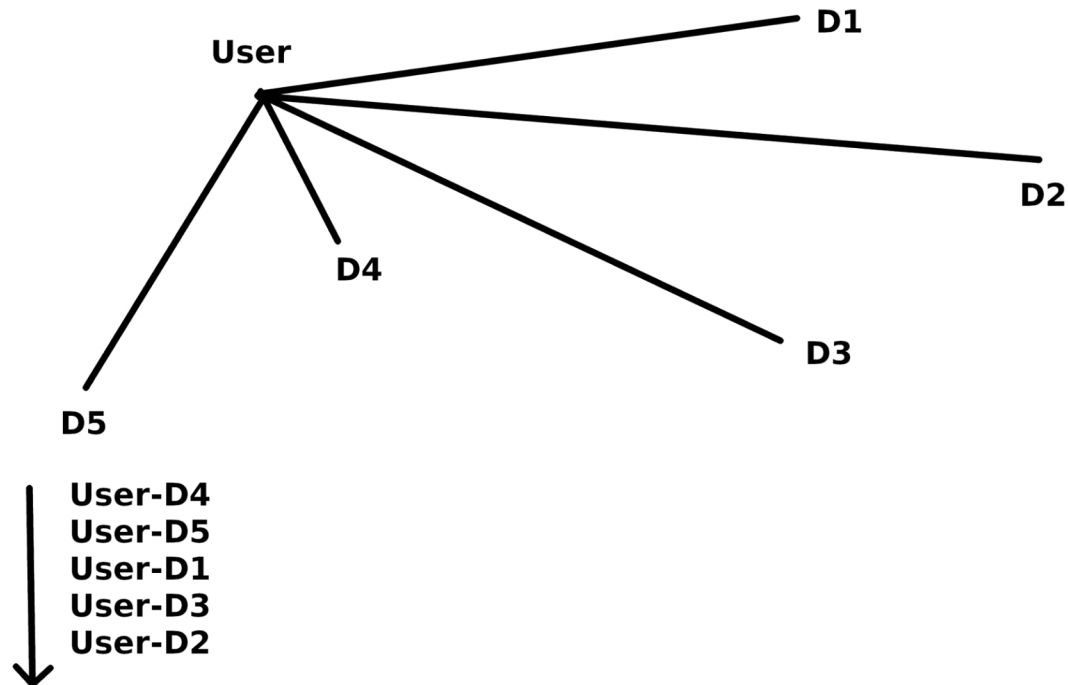 D1
User
D2
D4
D3
D5
User-D4
User-D5
User-D1
User-D3
User-D2